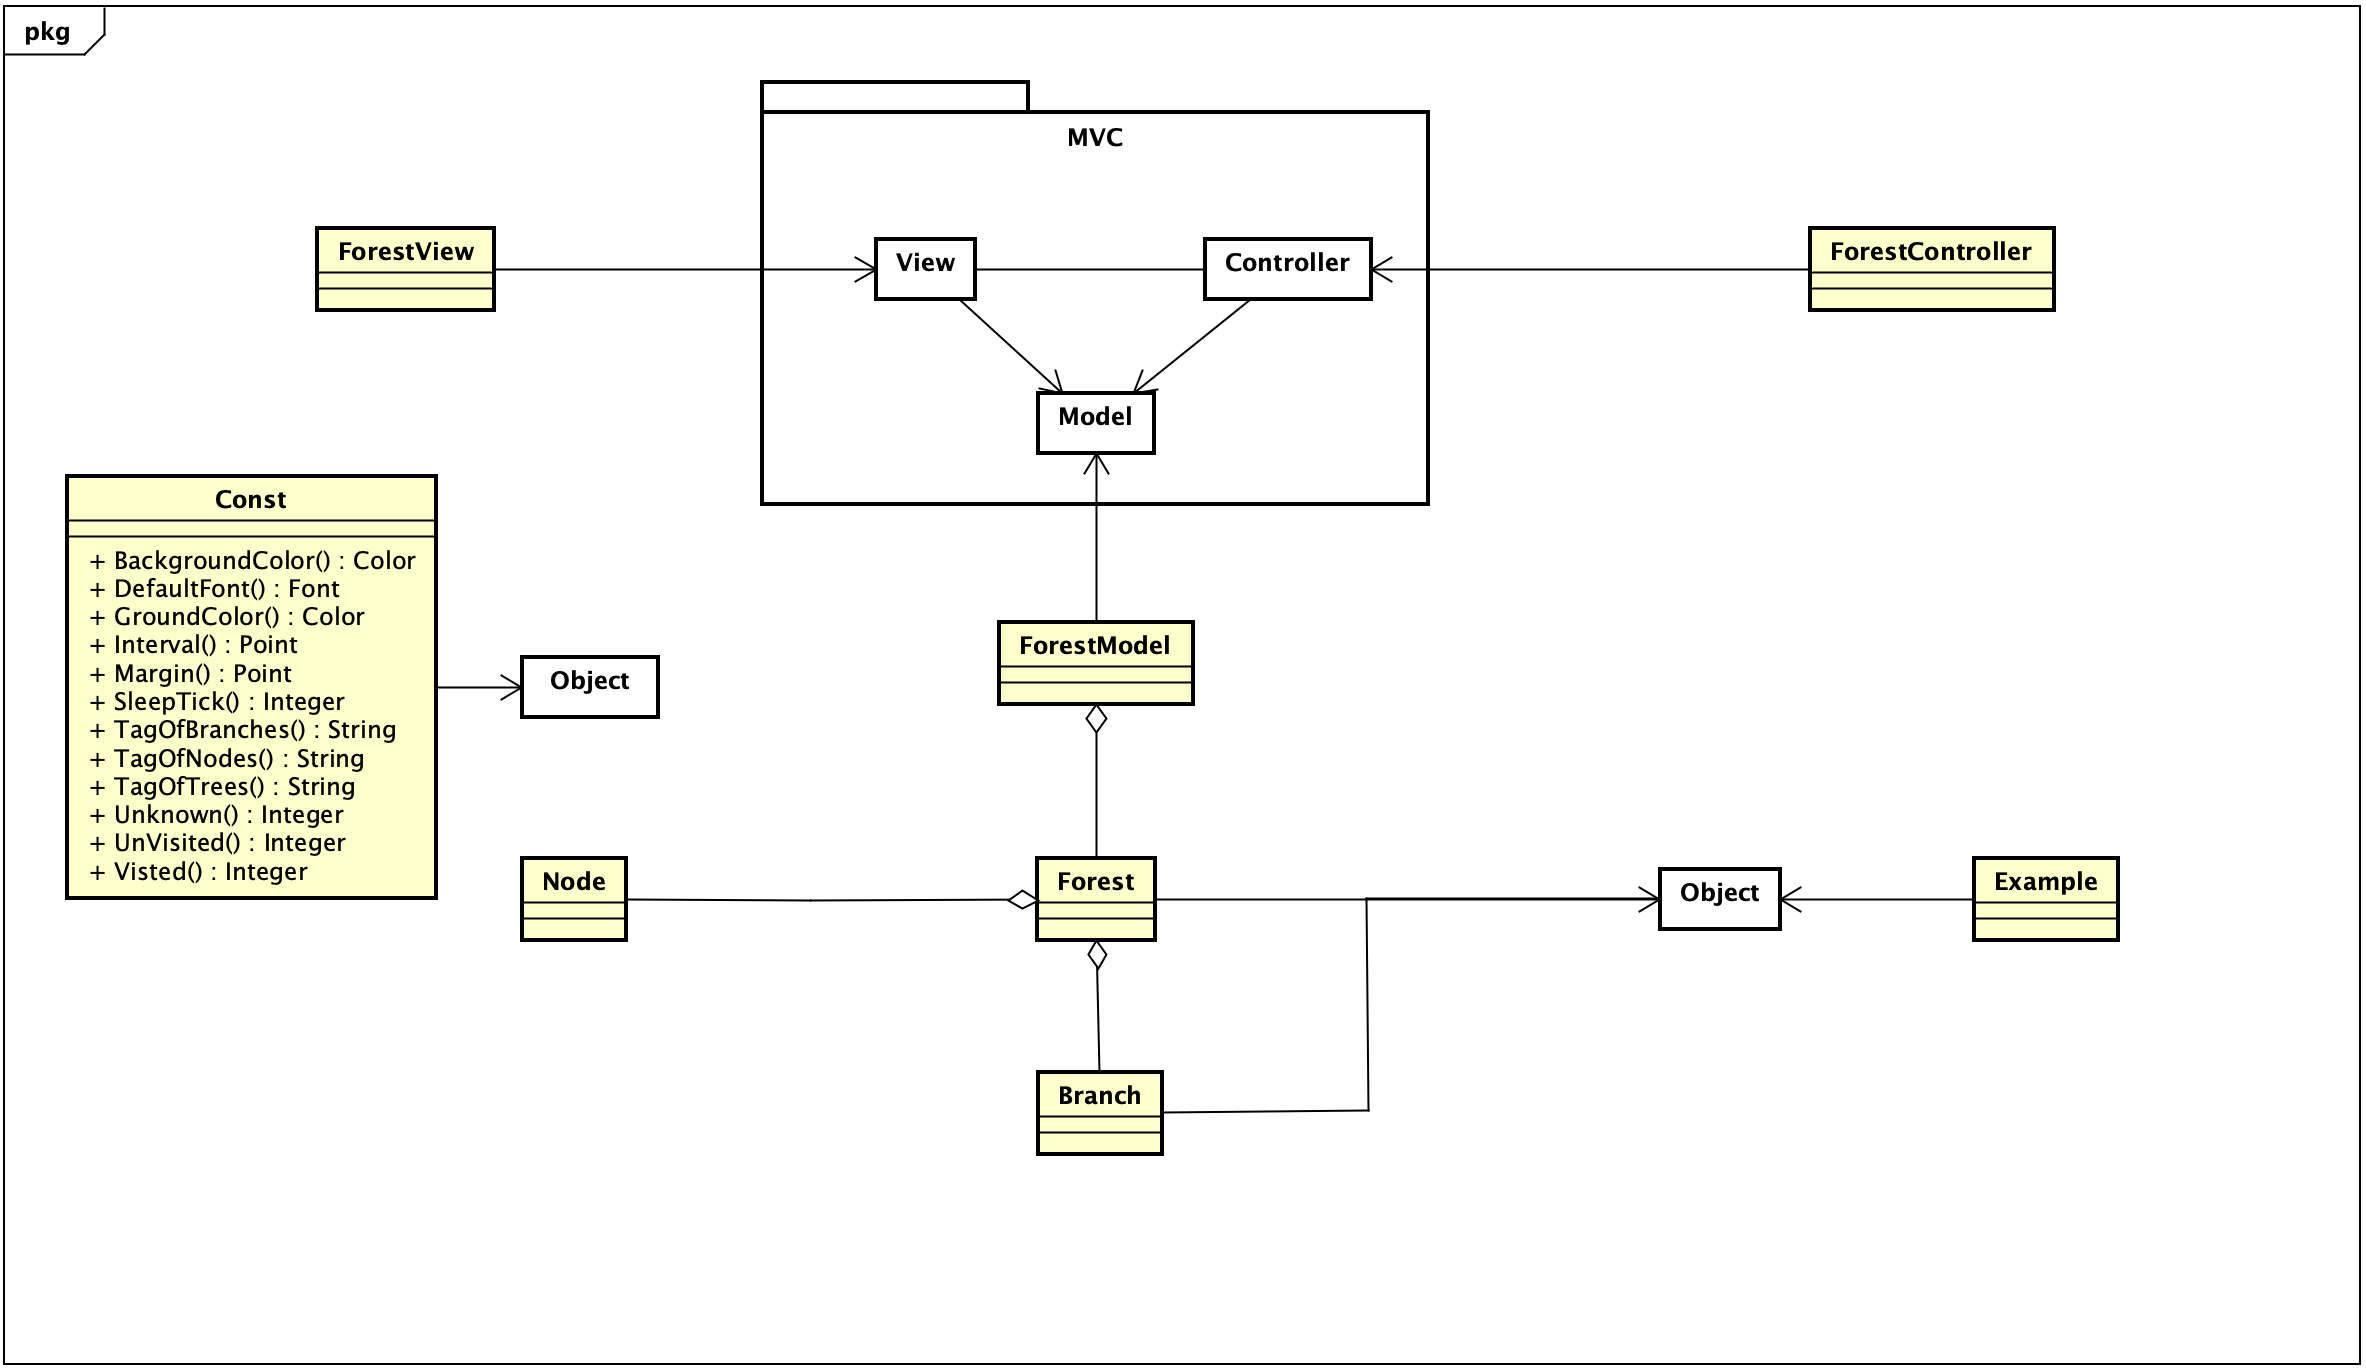 pkg
MVC
ForestView
View
Controller
ForestController
Model
Const
+ BackgroundColor() : Color
+ DefaultFont() : Font
+ GroundColor() : Color
+ Interval() : Point
+ Margin() : Point
+ SleepTick() : Integer
+ TagOfBranches() : String
+ TagOfNodes() : String
+ TagOfTrees() : String
+ Unknown() : Integer
+ UnVisited() : Integer
+ Visted() : Integer
Object
ForestModel
Node
Forest
Object
Example
Branch